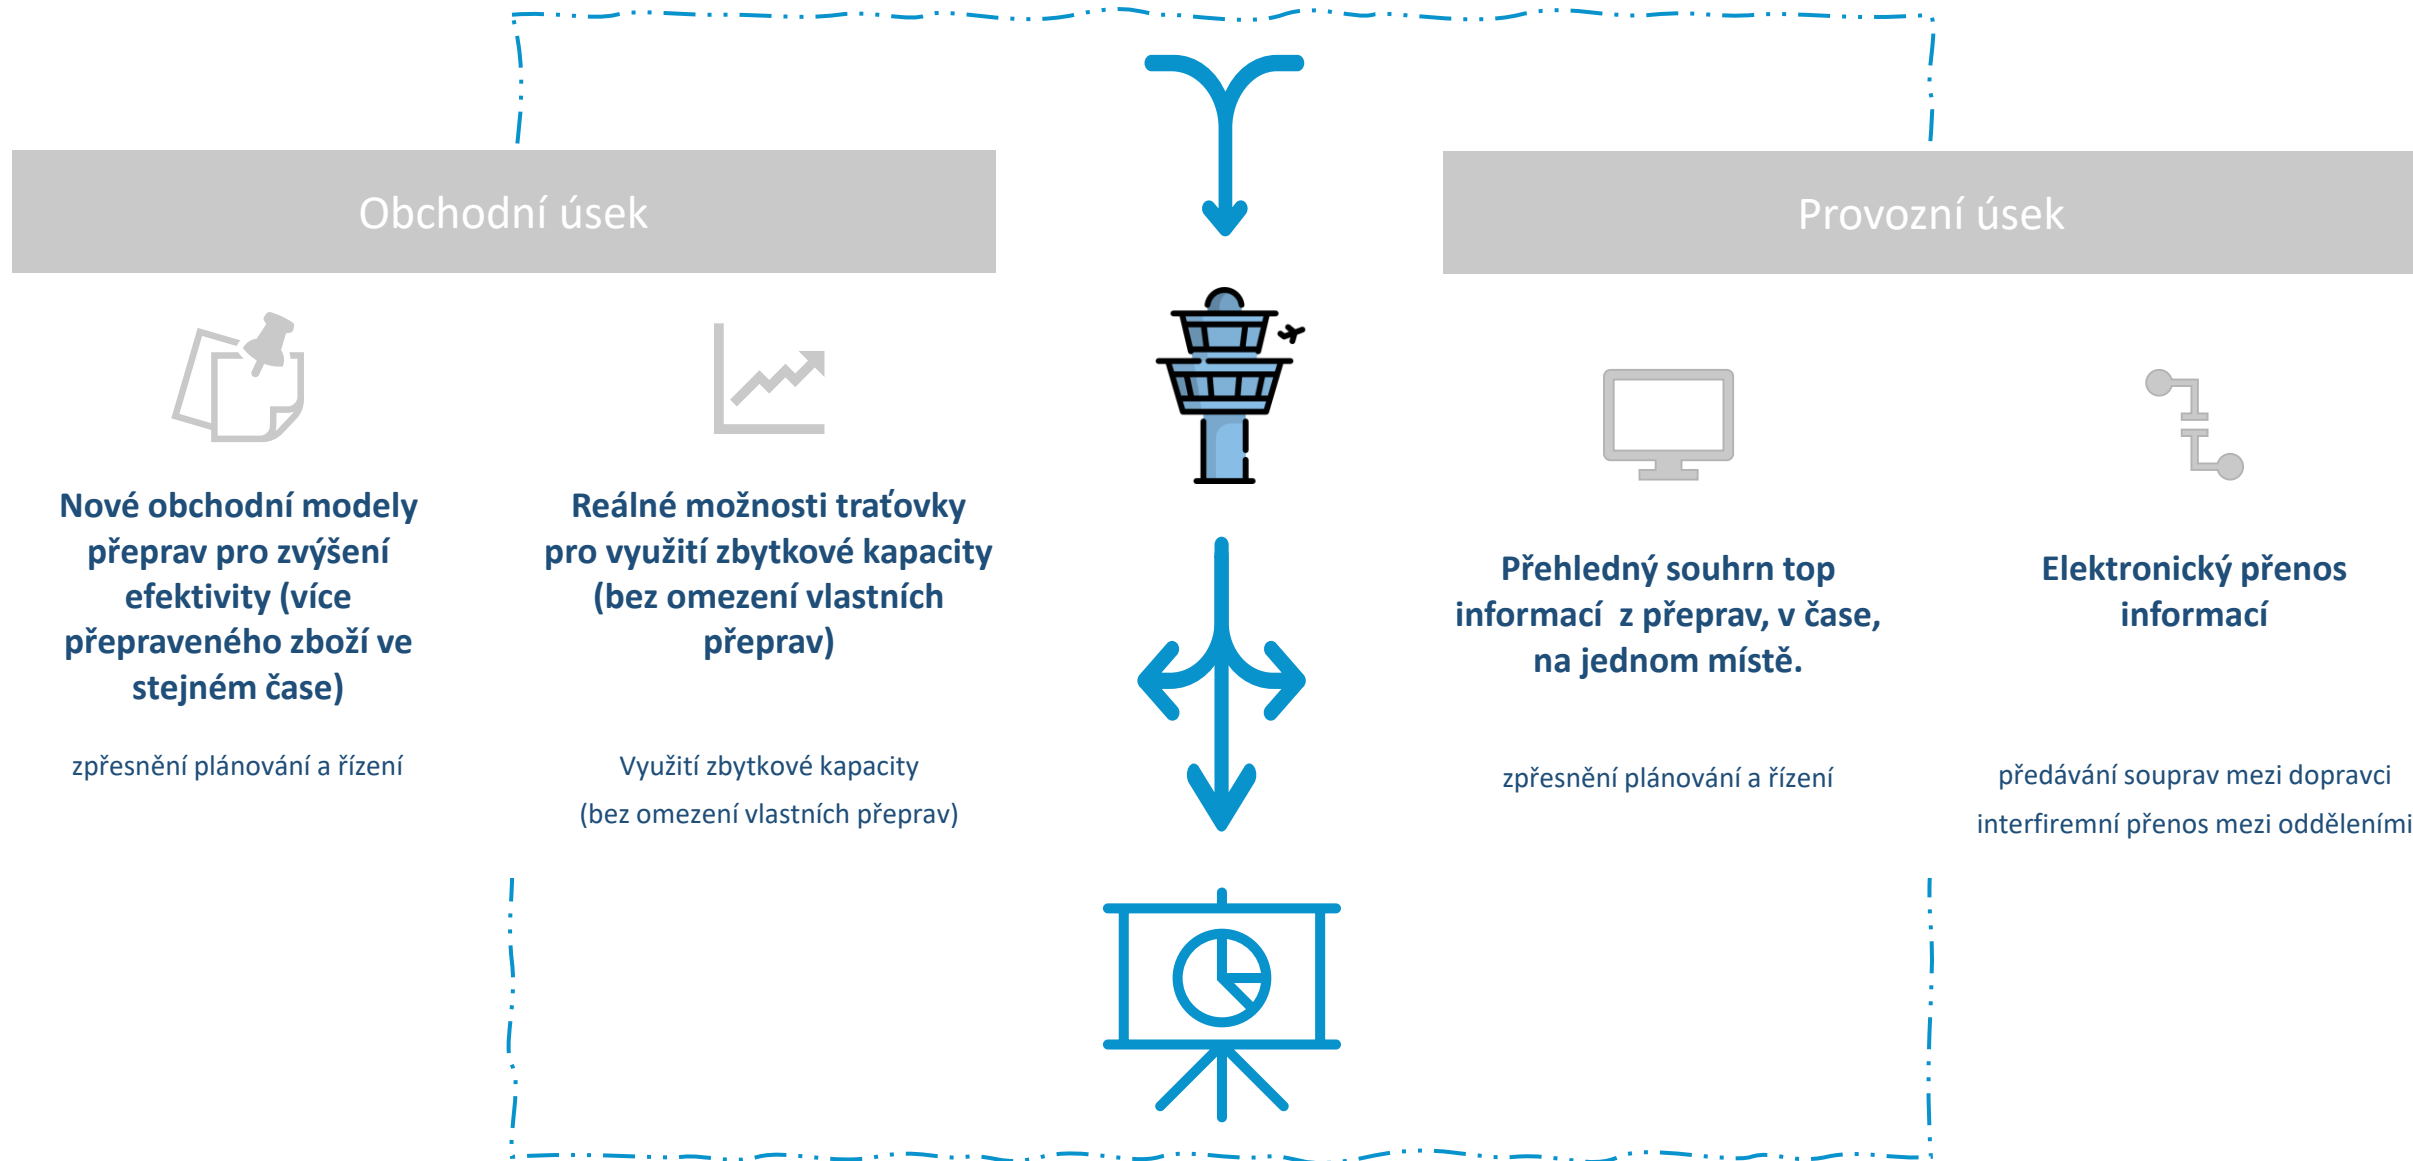 Obchodní úsek
Nové obchodní modely
přeprav pro zvýšení
efektivity (více
přepraveného zboží ve
stejném čase)
zpřesnění plánování a řízení
Reálné možnosti traťovky
pro využití zbytkové kapacity
(bez omezení vlastních
přeprav)
Využití zbytkové kapacity
(bez omezení vlastních přeprav)
Provozní úsek
Přehledný souhrn top
informací  z přeprav, v čase,
na jednom místě.
zpřesnění plánování a řízení
Elektronický přenos
informací
předávání souprav mezi dopravci
interfiremní přenos mezi odděleními